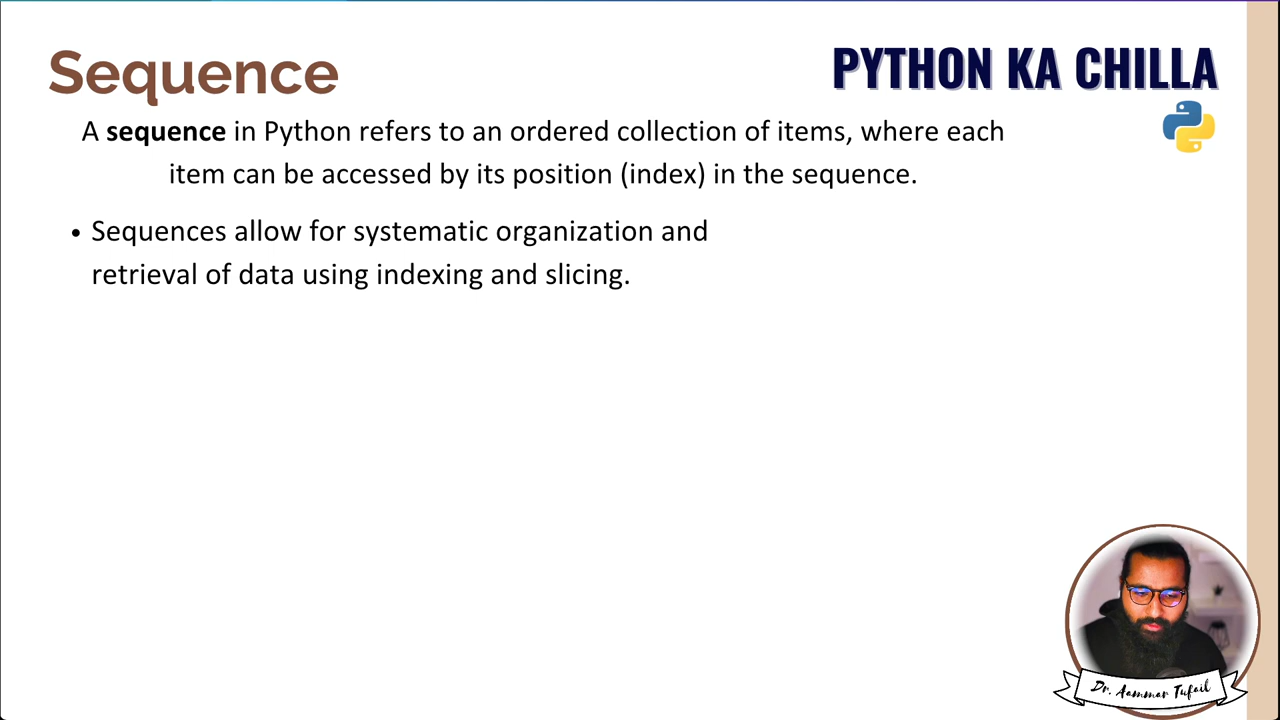 Sequence
PYTHON KA CHILLA
A sequence in Python refers to an ordered collection of items, where each
item can be accessed by its position (index) in the sequence.
• Sequences allow for systematic organization and
retrieval of data using indexing and slicing.
Dr. Aammar Tufail